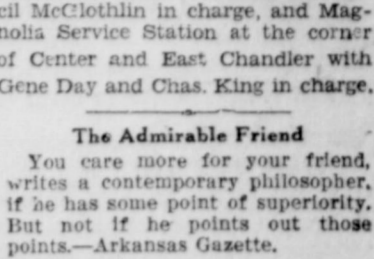 cil McGlothlin in charge, and Mag-
nolia Service Station at the corner
of Center and East Chandler with
Gene Day and Chas. King in charge.
The Admirable Friend
You care more for your friend,
writes a contemporary philosopher,
if he has some point of superiority.
But not if he points out those
points.—Arkansas Gazette.